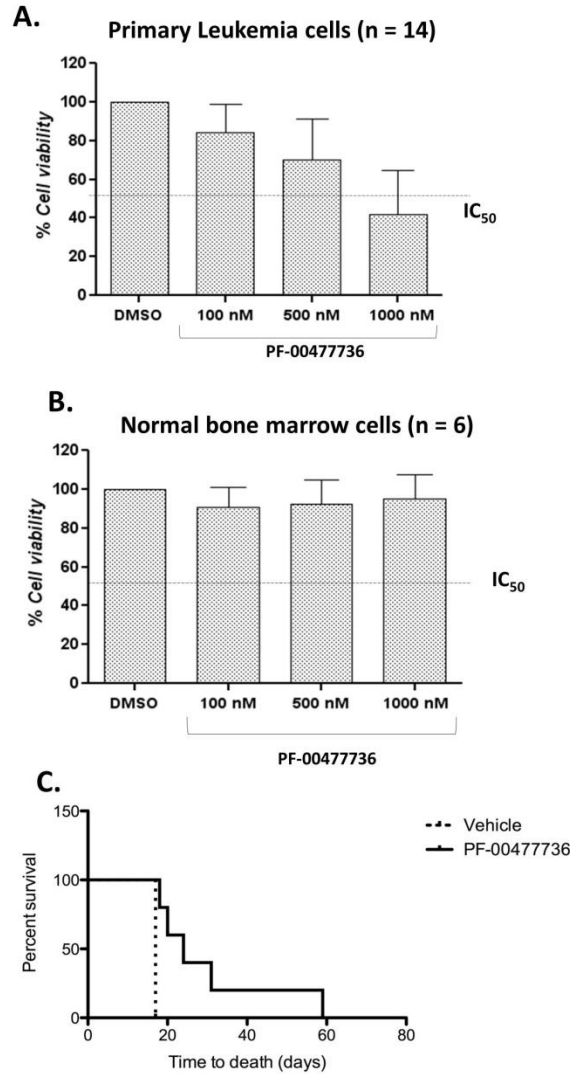 A.
Primary Leukemia cells (n = 14)
% Cell viability
120
100
80
60
40
20
0
IC50
DMSO 100 nM 500 nM 1000 nM
PF-00477736
B.
Normal bone marrow cells (n = 6)
% Cell viability
120
100
80
60
40
20
0
IC50
DMSO 100 nM 500 nM 1000 nM
PF-00477736
C.
Percent survival
150
100
50
0
0 20 40 60 80
Time to death (days)
Vehicle
PF-00477736